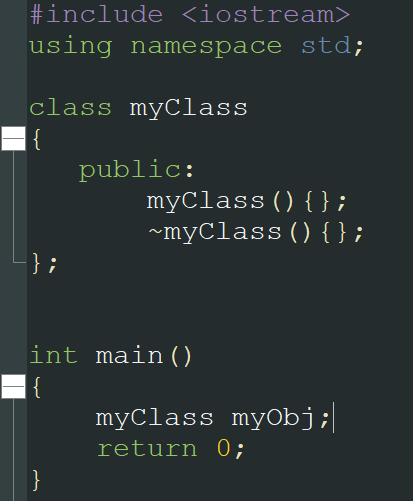 #include <iostream>
using namespace std;
class myClass
{
public:
myClass(){};
~myClass(){};
};
int main()
{
myClass myObj;
return 0;
}